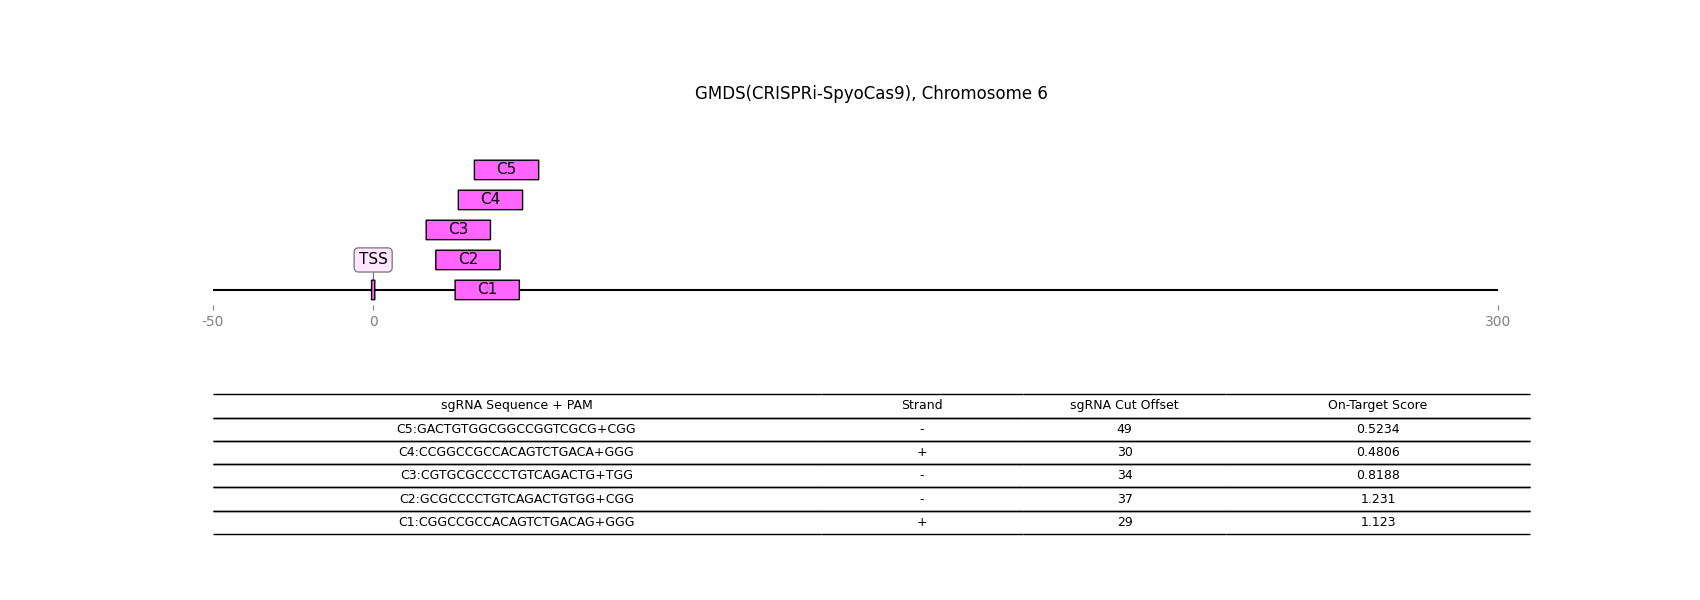 GMDS(CRISPRi-SpyoCas9), Chromosome 6
C5
C4
C3
TSS C2
C1
-50 0 300
sgRNA Sequence + PAM Strand sgRNA Cut Offset On-Target Score
C5:GACTGTGGCGGCCGGTCGCG+CGG - 49 0.5234
C4:CCGGCCGCCACAGTCTGACA+GGG + 30 0.4806
C3:CGTGCGCCCCTGTCAGACTG+TGG - 34 0.8188
C2:GCGCCCCTGTCAGACTGTGG+CGG - 37 1.231
C1:CGGCCGCCACAGTCTGACAG+GGG + 29 1.123